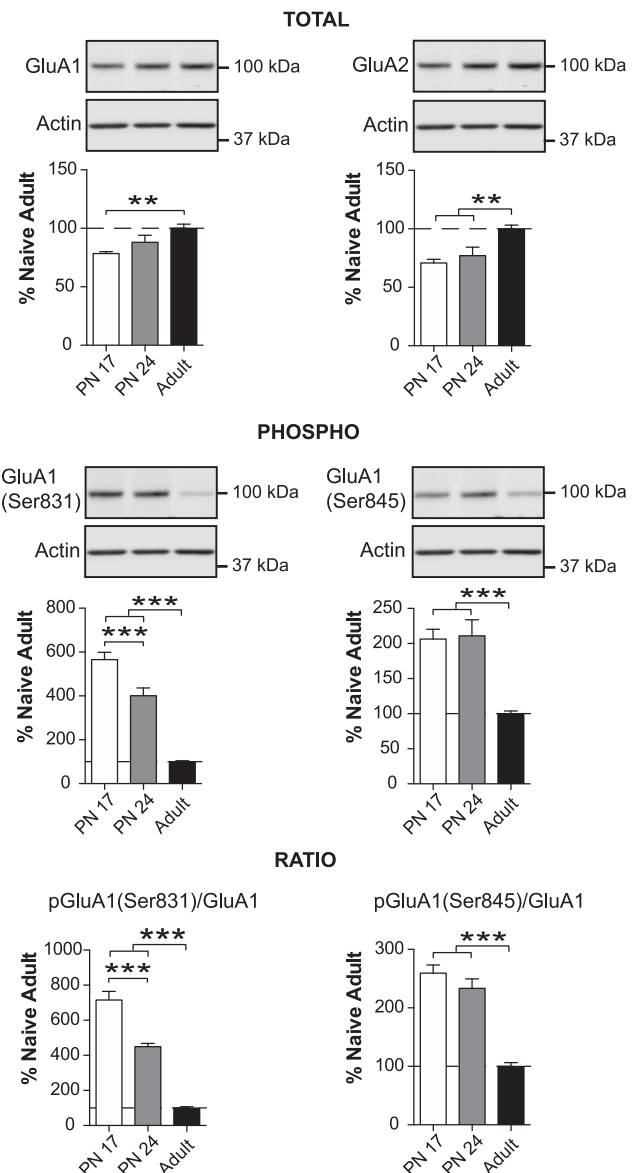 TOTAL
GluA1
100 kDa
Actin
37 kDa
150
100
50
0
% Naive Adult
**
PN 17
PN 24
Adult
GluA2
100 kDa
Actin
37 kDa
150
100
50
0
% Naive Adult
**
PN 17
PN 24
Adult
PHOSPHO
GluA1
(Ser831)
100 kDa
Actin
37 kDa
800
600
400
200
0
% Naive Adult
***
***
PN 17
PN 24
Adult
GluA1
(Ser845)
100 kDa
Actin
37 kDa
250
200
150
100
50
0
% Naive Adult
***
PN 17
PN 24
Adult
RATIO
pGluA1(Ser831)/GluA1
1000
800
600
400
200
0
% Naive Adult
***
***
PN 17
PN 24
Adult
pGluA1(Ser845)/GluA1
300
200
100
0
% Naive Adult
***
PN 17
PN 24
Adult